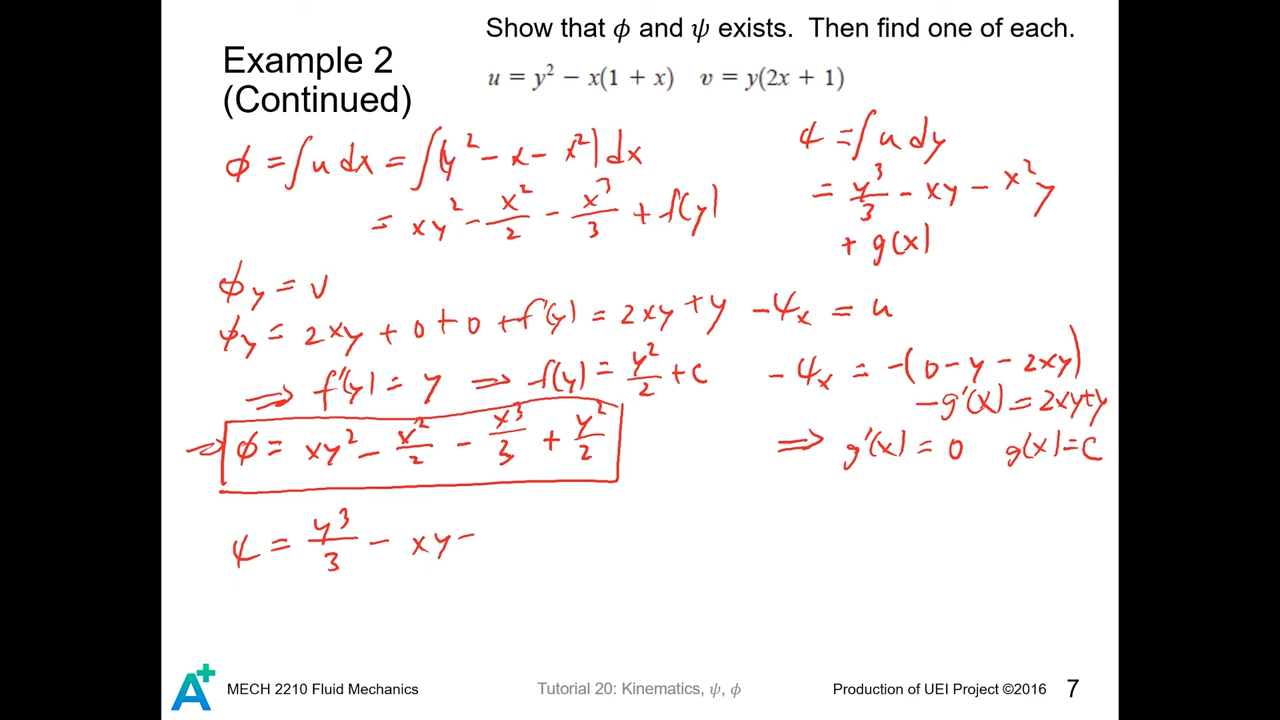 Show that ϕ and ψ exists. Then find one of each.
Example 2
(Continued)
u = y² − x(1 + x) v = y(2x + 1)
ϕ = ∫u dx = ∫(y² − x − x²)dx
= xy² − x²/2 − x³/3 + f(y)
ψ = ∫u dy
= y³/3 − xy − x²y
+ g(x)
ϕy = v
ϕy = 2xy + 0 + 0 + f'(y) = 2xy + y
⟹ f'(y) = y ⟹ f(y) = y²/2 + C
⟹ ϕ = xy² − x²/2 − x³/3 + y²/2
−ψx = u
−ψx = −(0 − y − 2xy)
−g'(x) = 2xy+y
⟹ g'(x) = 0 g(x)=C
ψ = y³/3 − xy −
A+
MECH 2210 Fluid Mechanics
Tutorial 20: Kinematics, ψ, ϕ
Production of UEI Project ©2016
7